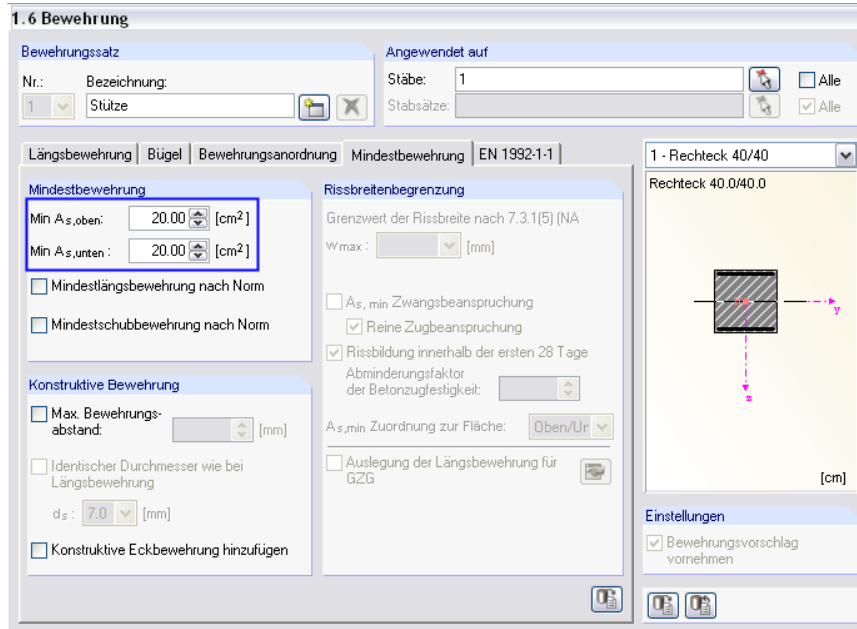 1.6 Bewehrung
Bewehrungssatz
Nr.:
Bezeichnung:
1
Stütze
Angewendet auf
Stäbe:
1
Alle
Stabsätze:
Alle
Längsbewehrung
Bügel
Bewehrungsanordnung
Mindestbewehrung
EN 1992-1-1
Mindestbewehrung
Min As,oben: 20.00 [cm²]
Min As,unten : 20.00 [cm²]
Mindestlängsbewehrung nach Norm
Mindestschubbewehrung nach Norm
Konstruktive Bewehrung
Max. Bewehrungs-
abstand: [mm]
Identischer Durchmesser wie bei
Längsbewehrung
ds : 7.0 [mm]
Konstruktive Eckbewehrung hinzufügen
Rissbreitenbegrenzung
Grenzwert der Rissbreite nach 7.3.1(5) (NA
wmax : [mm]
As, min Zwangsbeanspruchung
Reine Zugbeanspruchung
Rissbildung innerhalb der ersten 28 Tage
Abminderungsfaktor
der Betonzugfestigkeit:
As,min Zuordnung zur Fläche: Oben/Ur
Auslegung der Längsbewehrung für
GZG
1 - Rechteck 40/40
Rechteck 40.0/40.0
y
z
[cm]
Einstellungen
Bewehrungsvorschlag
vornehmen